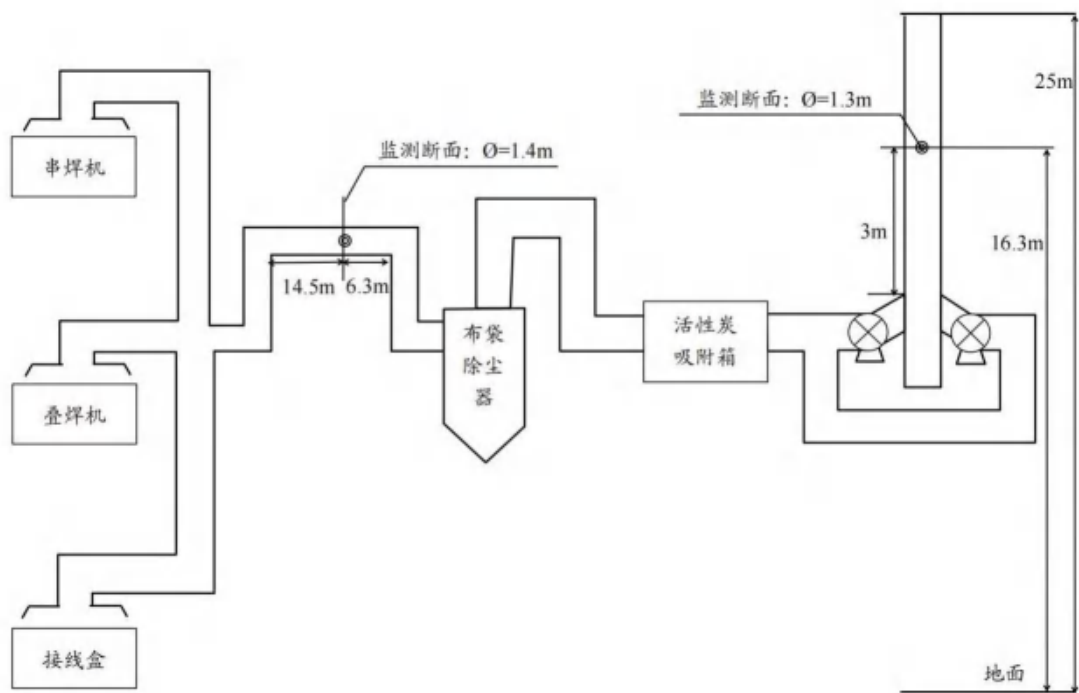 串焊机
叠焊机
接线盒
监测断面：Ø=1.4m
14.5m
6.3m
布袋
除尘
器
活性炭
吸附箱
监测断面：Ø=1.3m
3m
16.3m
25m
地面